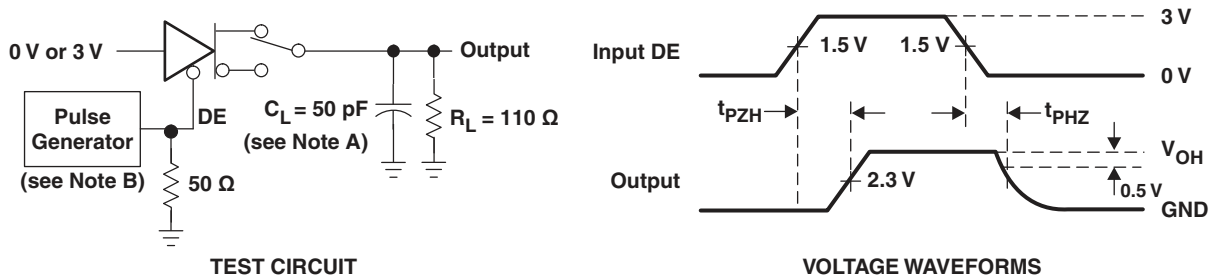 0 V or 3 V
Pulse
Generator
(see Note B)
DE
50 Ω
C_L = 50 pF
(see Note A)
R_L = 110 Ω
Output
TEST CIRCUIT
Input DE
1.5 V
1.5 V
3 V
0 V
t_PZH
t_PHZ
Output
2.3 V
V_OH
0.5 V
GND
VOLTAGE WAVEFORMS